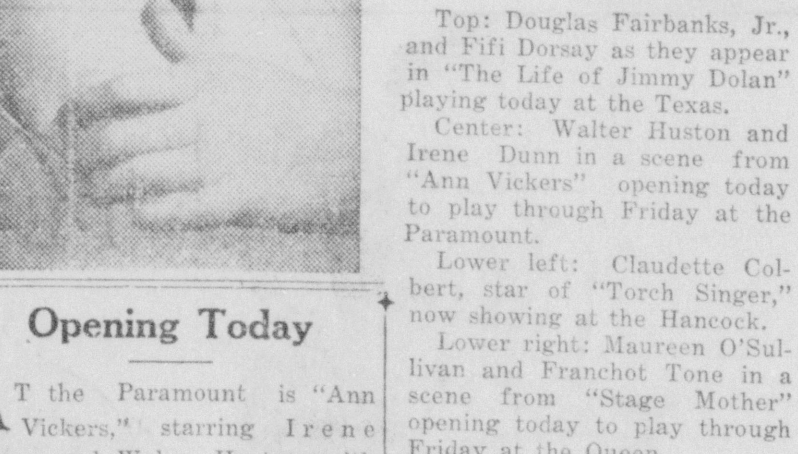 Top: Douglas Fairbanks, Jr.,
and Fifi Dorsay as they appear
in “The Life of Jimmy Dolan”
playing today at the Texas.
Center: Walter Huston and
Irene Dunn in a scene from
“Ann Vickers” opening today
to play through Friday at the
Paramount.
Lower left: Claudette Col-
bert, star of “Torch Singer,”
now showing at the Hancock.
Lower right: Maureen O'Sul-
livan and Franchot Tone in a
scene from “Stage Mother”
opening today to play through
Friday at the Queen
Opening Today
T the Paramount is “Ann
Vickers,” starring Irene